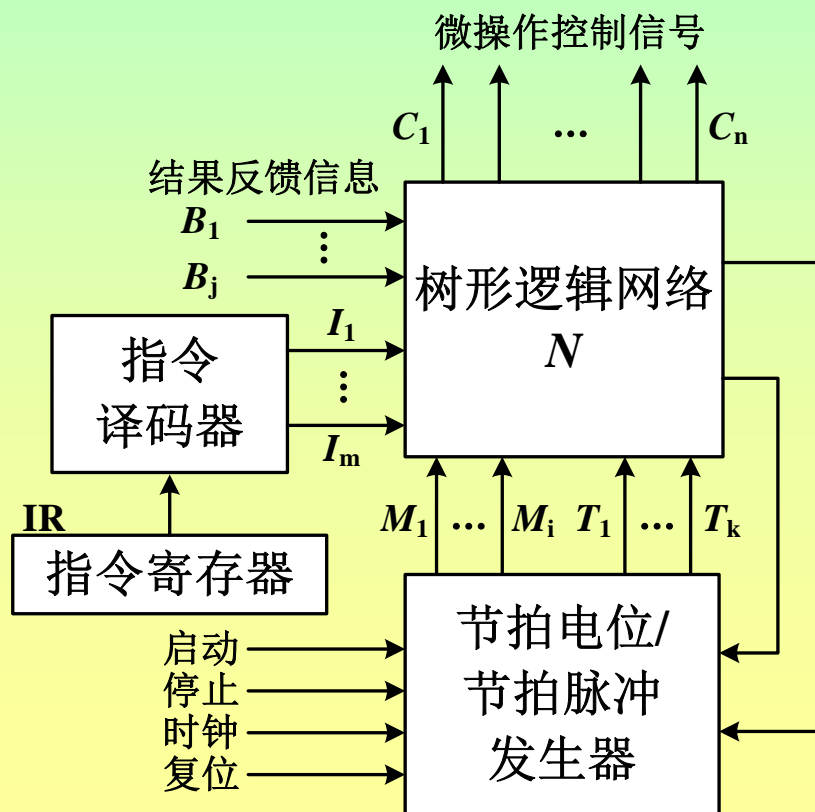 微操作控制信号
C1 ... Cn
结果反馈信息
B1
...
Bj
树形逻辑网络
N
指令
译码器
I1
...
Im
IR
指令寄存器
M1 ... Mi T1 ... Tk
节拍电位/
节拍脉冲
发生器
启动
停止
时钟
复位